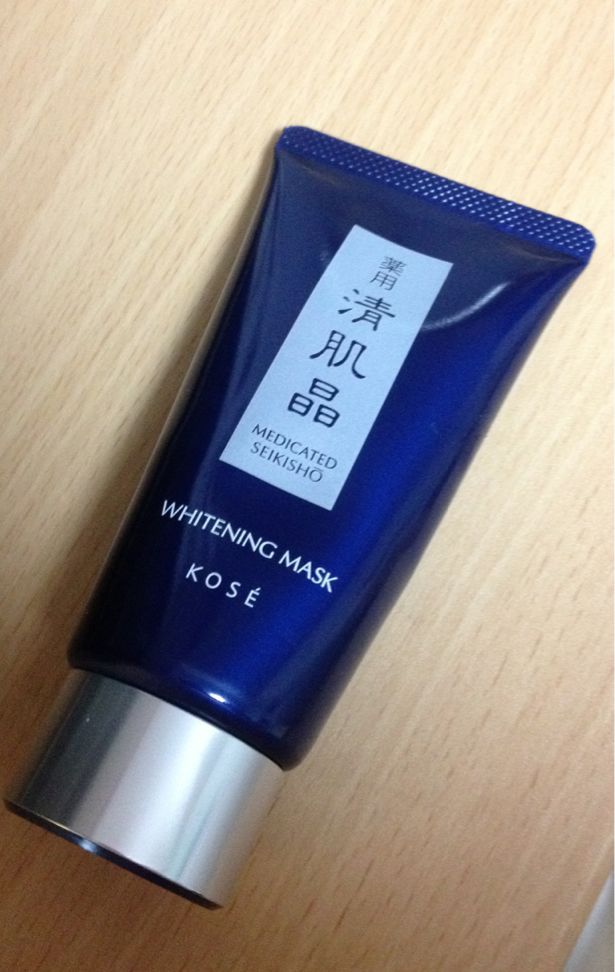 薬用
清肌晶
MEDICATED
SEIKISHŌ
WHITENING MASK
KOSÉ